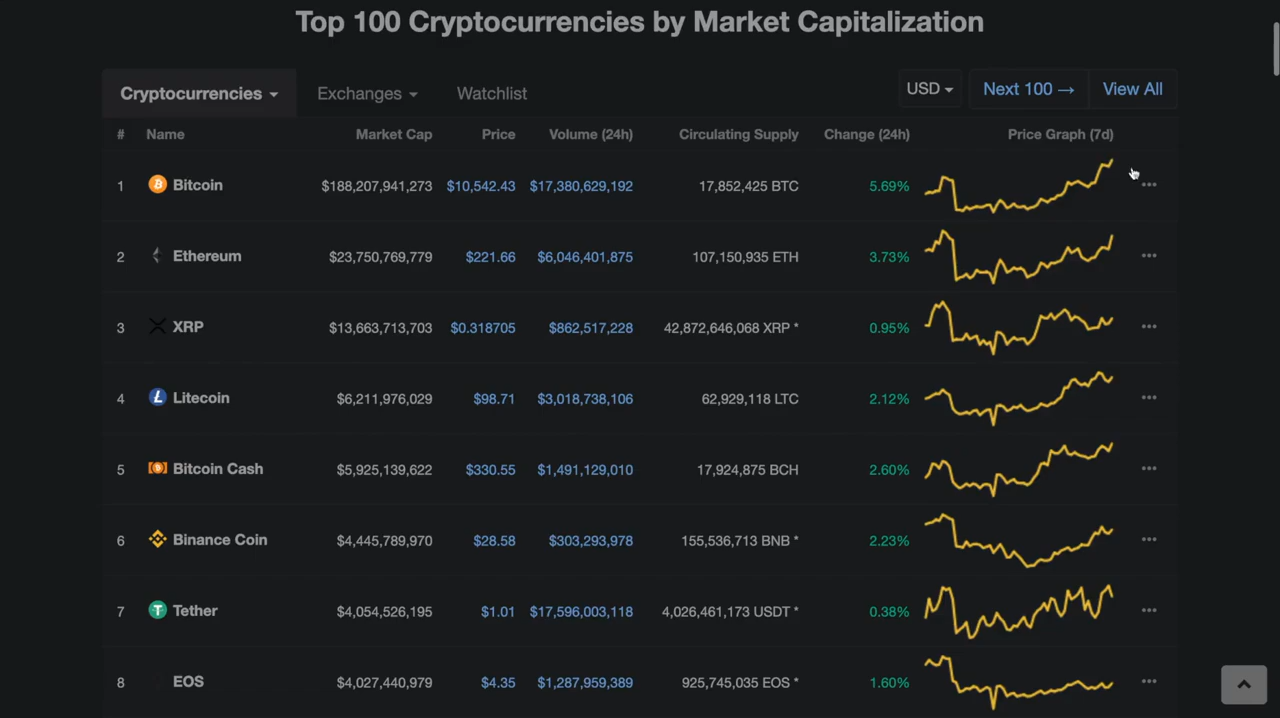 Top 100 Cryptocurrencies by Market Capitalization
Cryptocurrencies Exchanges Watchlist USD Next 100 → View All
# Name Market Cap Price Volume (24h) Circulating Supply Change (24h) Price Graph (7d)
1 Bitcoin $188,207,941,273 $10,542.43 $17,380,629,192 17,852,425 BTC 5.69%
2 Ethereum $23,750,769,779 $221.66 $6,046,401,875 107,150,935 ETH 3.73%
3 XRP $13,663,713,703 $0.318705 $862,517,228 42,872,646,068 XRP * 0.95%
4 Litecoin $6,211,976,029 $98.71 $3,018,738,106 62,929,118 LTC 2.12%
5 Bitcoin Cash $5,925,139,622 $330.55 $1,491,129,010 17,924,875 BCH 2.60%
6 Binance Coin $4,445,789,970 $28.58 $303,293,978 155,536,713 BNB * 2.23%
7 Tether $4,054,526,195 $1.01 $17,596,003,118 4,026,461,173 USDT * 0.38%
8 EOS $4,027,440,979 $4.35 $1,287,959,389 925,745,035 EOS * 1.60%